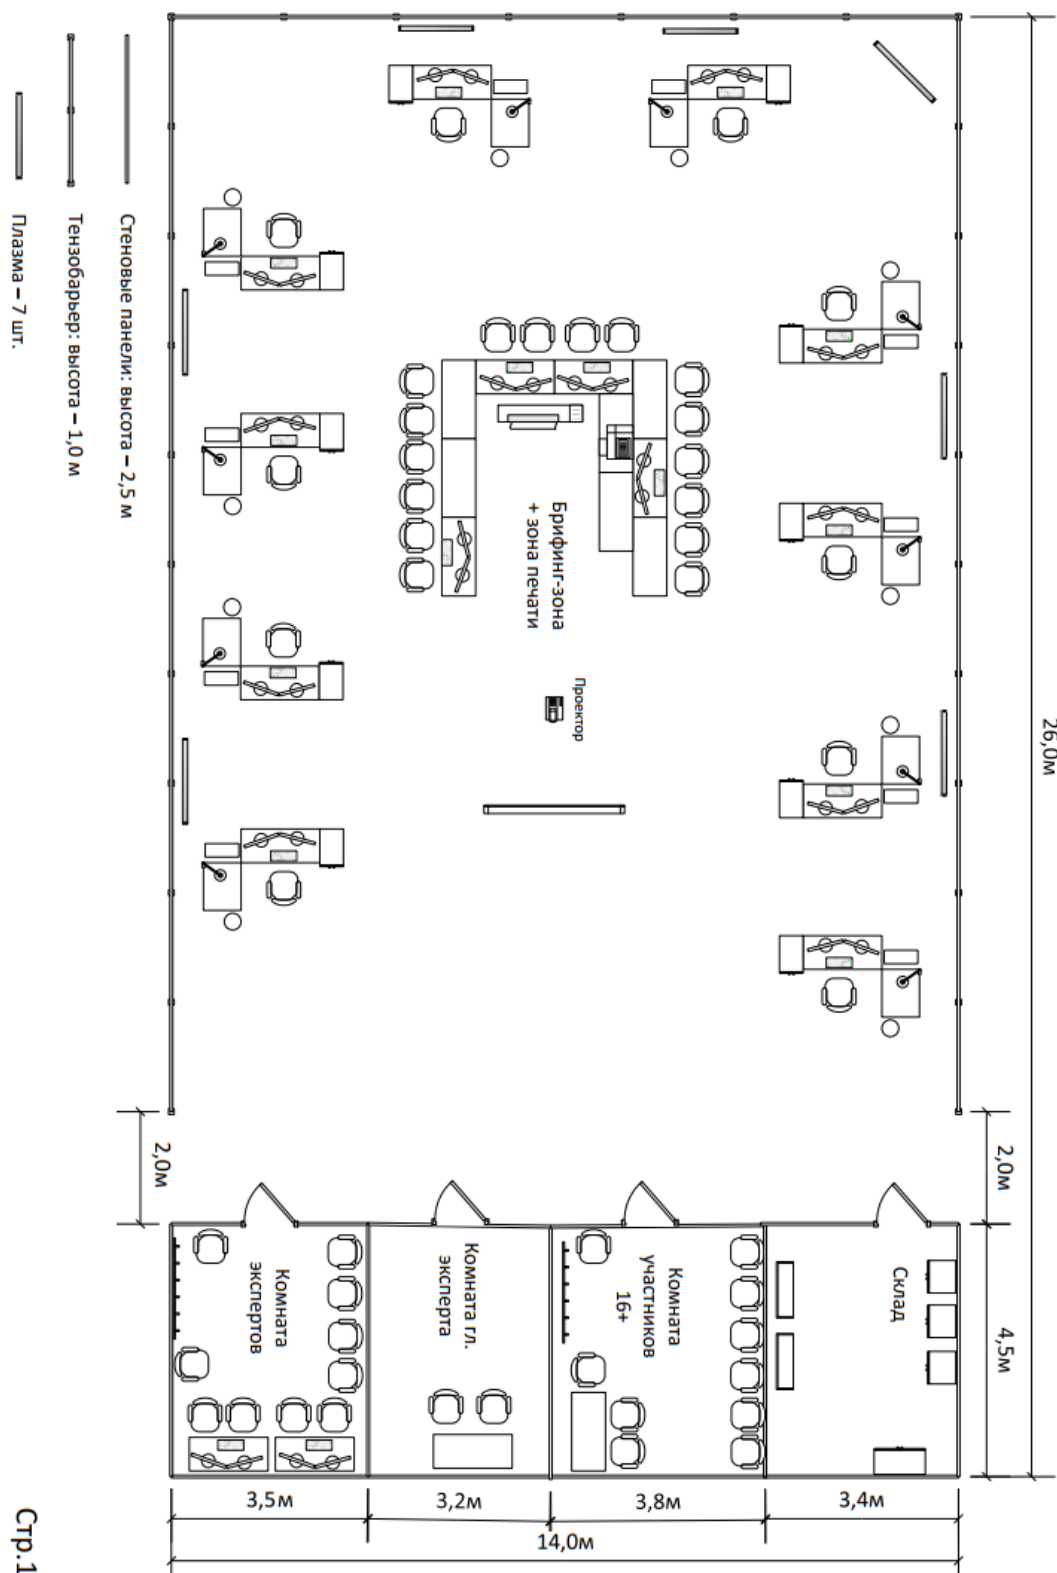 Стеновые панели: высота – 2,5 м
Тензобарьер: высота – 1,0 м
Плазма – 7 шт.
26,0м
Брифинг-зона
+ зона печати
Проектор
2,0м
2,0м
4,5м
Комната
экспертов
Комната гл.
эксперта
Комната
участников
16+
Склад
3,5м
3,2м
3,8м
3,4м
14,0м
Стр.1